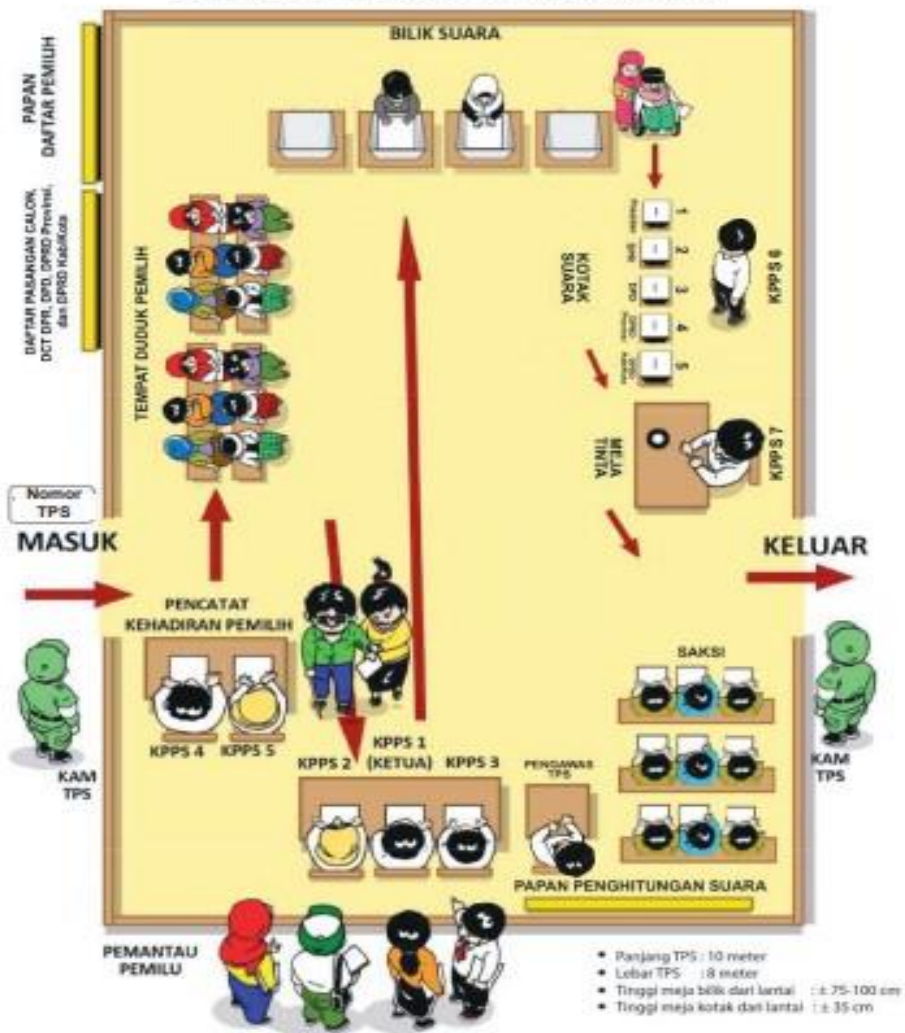 BILIK SUARA
PAPAN
DAFTAR PEMILIH
DAFTAR PASANGAN CALON,
DCT DPR, DPD, DPRD Provinsi,
dan DPRD Kab/Kota
TEMPAT DUDUK PEMILIH
1
2
3
4
5
DPR
DPD
KOTAK
SUARA
KPPS 6
MEJA
TINTA
KPPS 7
Nomor
TPS
MASUK
KELUAR
PENCATAT
KEHADIRAN PEMILIH
KPPS 4
KPPS 5
KAM
TPS
KPPS 2
KPPS 1
(KETUA)
KPPS 3
PENGAWAS
TPS
SAKSI
KAM
TPS
PAPAN PENGHITUNGAN SUARA
PEMANTAU
PEMILU
• Panjang TPS : 10 meter
• Lebar TPS : 8 meter
• Tinggi meja bilik dari lantai : ± 75-100 cm
• Tinggi meja kotak dari lantai : ± 35 cm